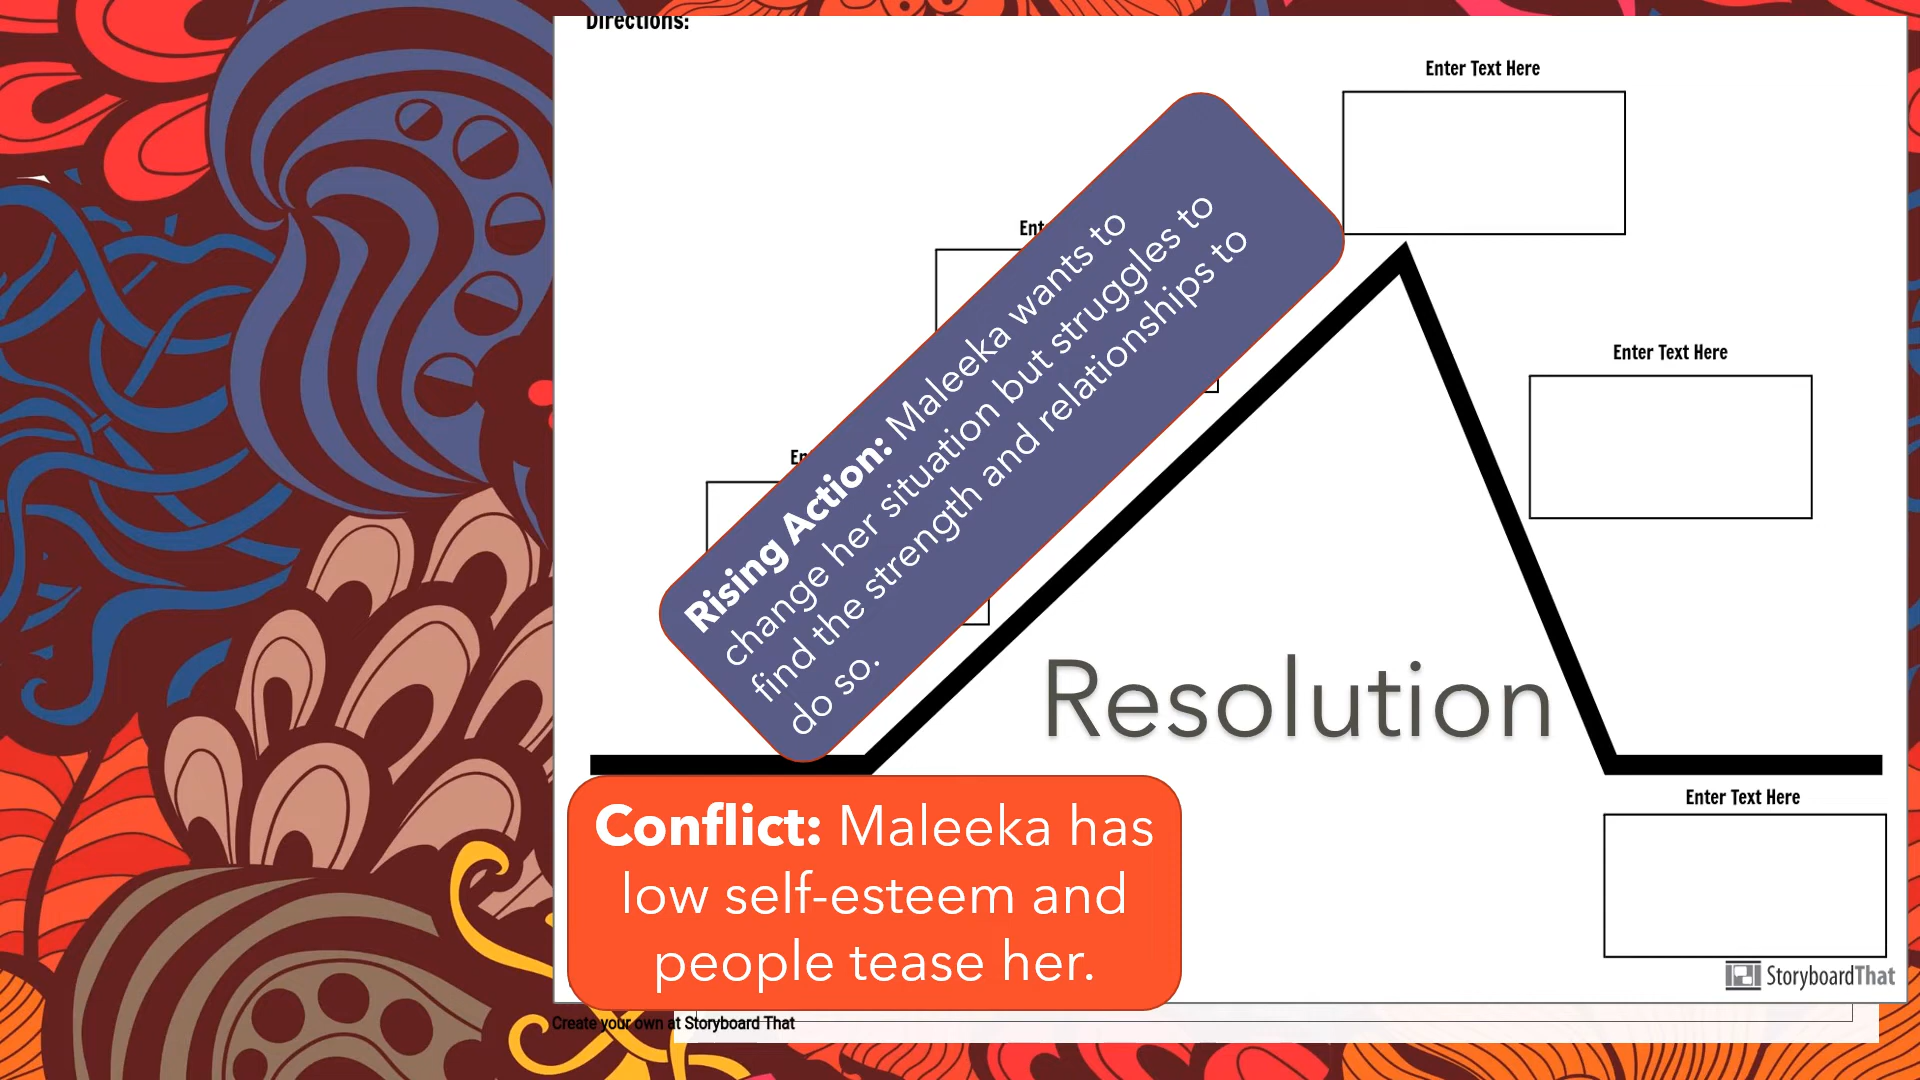 Directions:
Enter Text Here
Ent
Rising Action: Maleeka wants to
change her situation but struggles to
find the strength and relationships to
do so.
Enter Text Here
En
Resolution
Enter Text Here
Conflict: Maleeka has
low self-esteem and
people tease her.
StoryboardThat
Create your own at Storyboard That